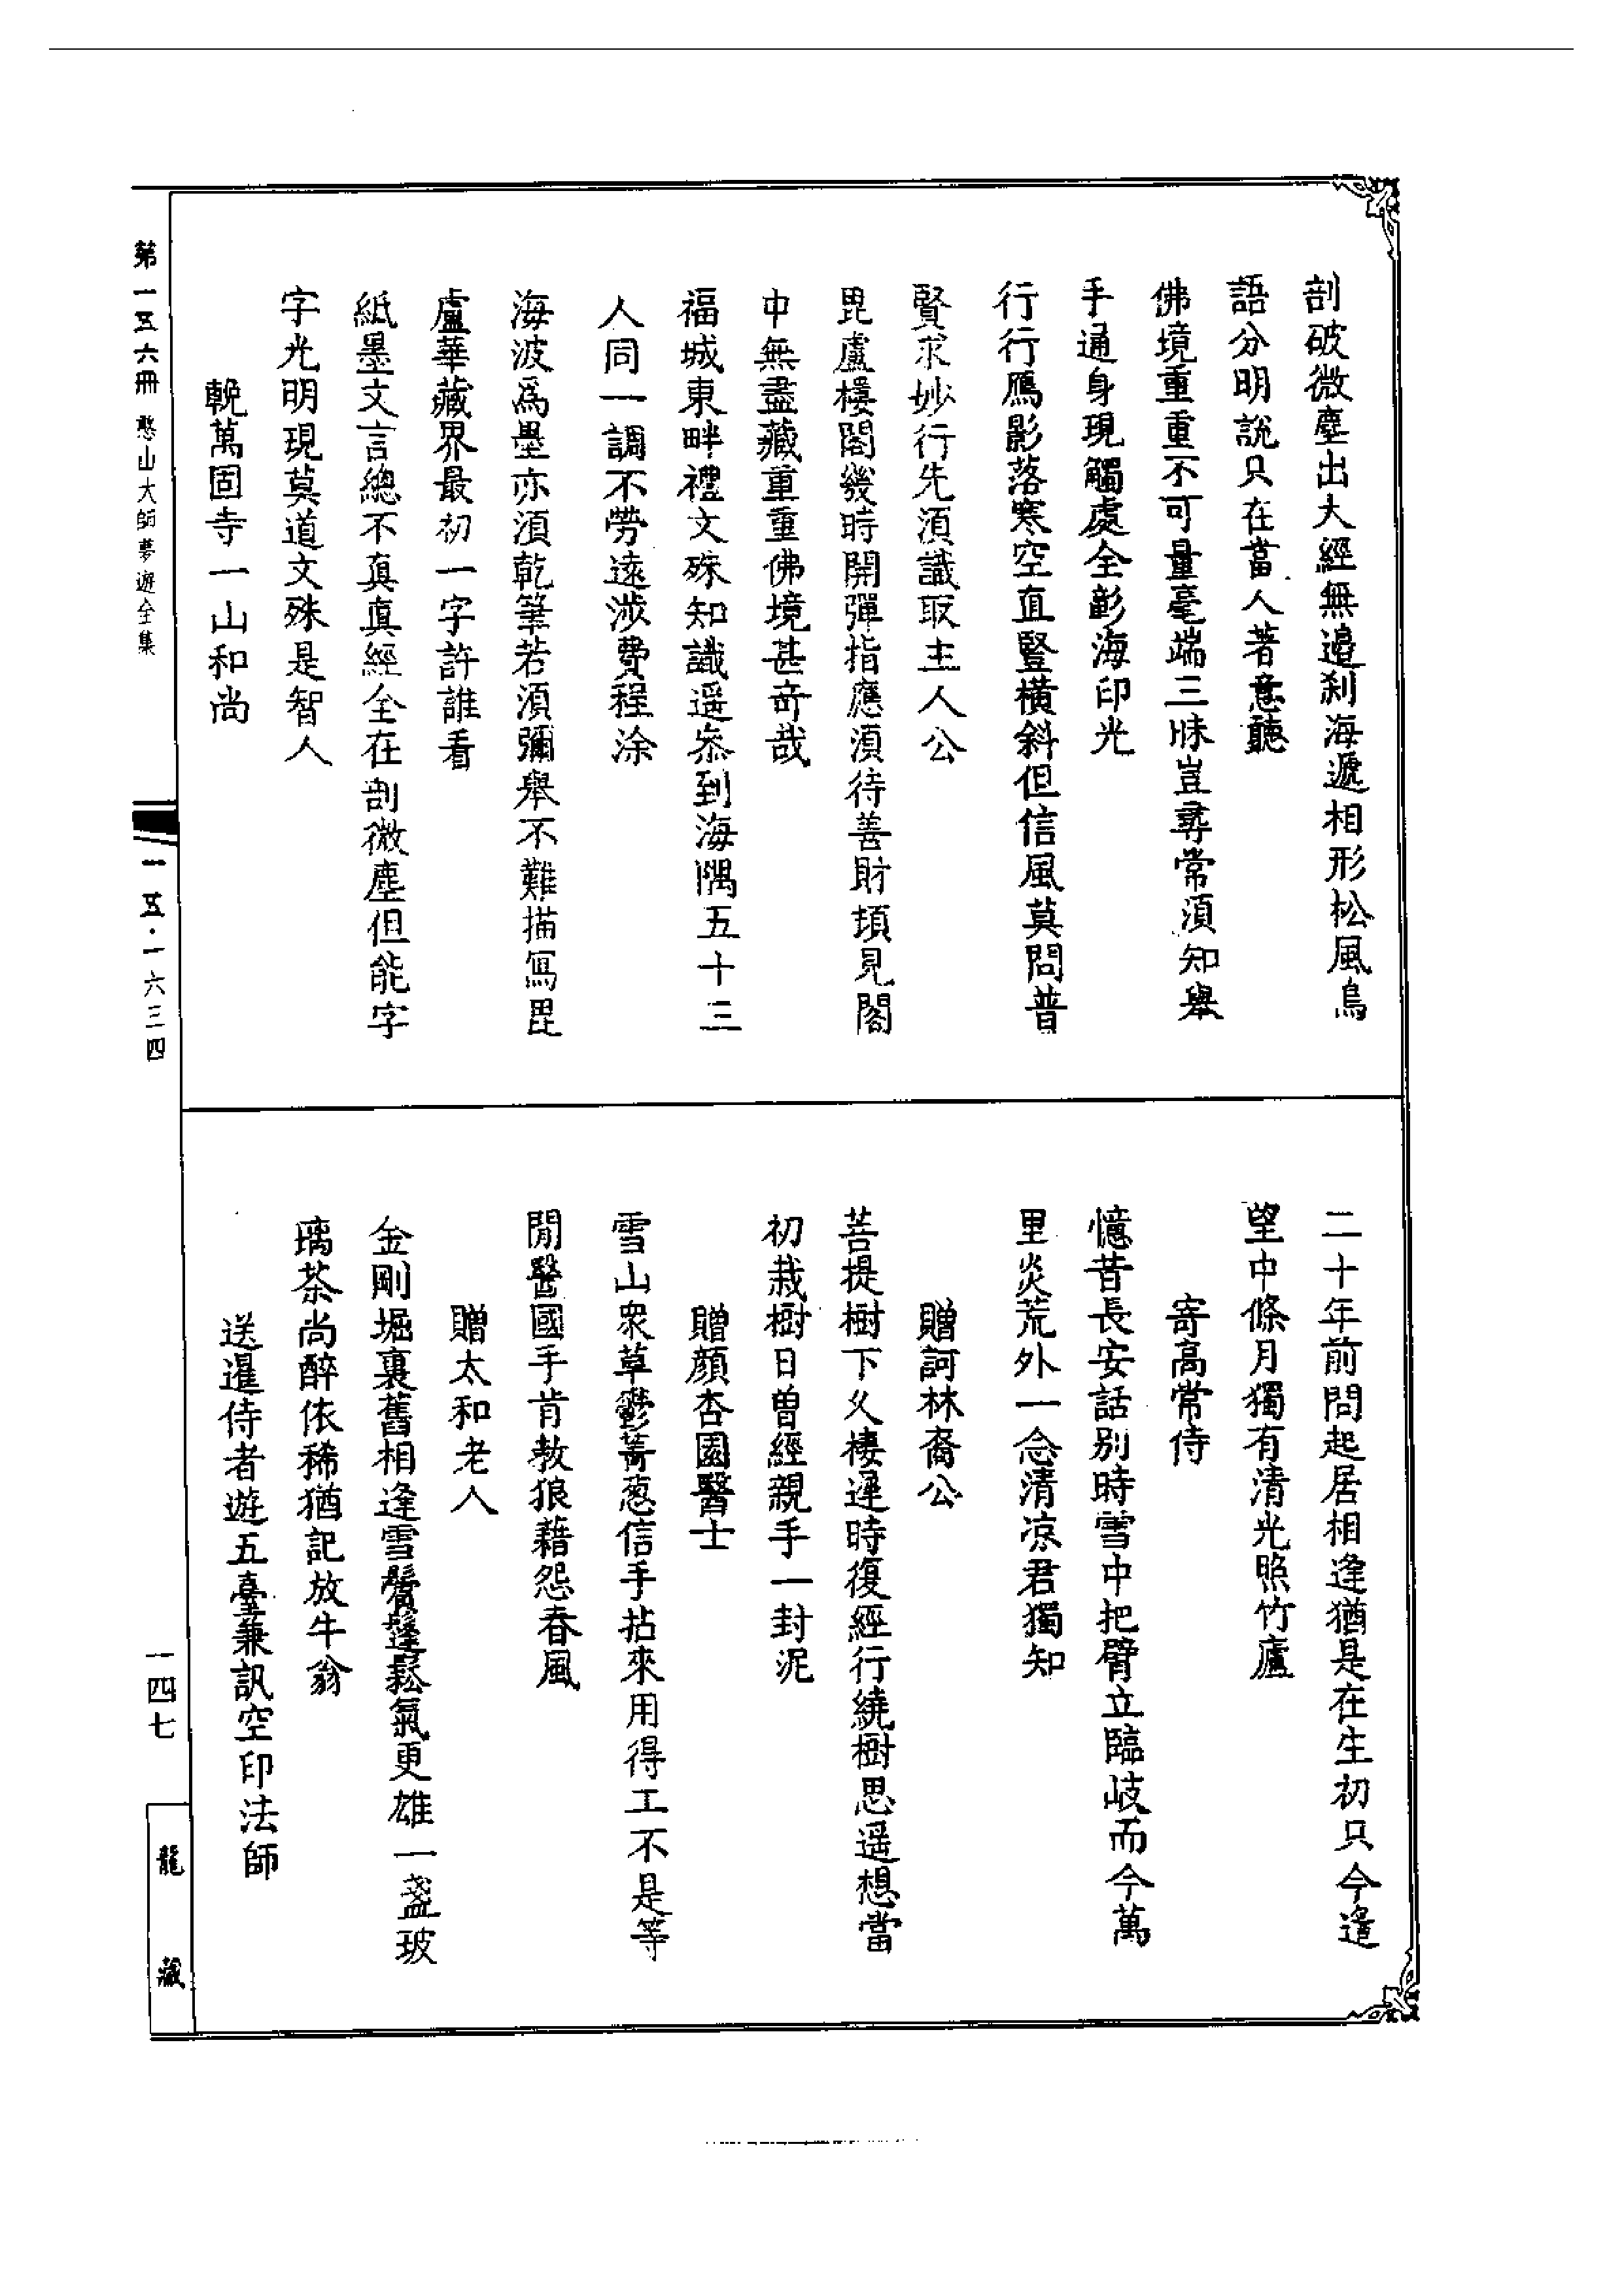 剖破微塵出大經無邊刹海遞相形松風鳥
語分明說只在當人著意聽
佛境重重不可量毫端三昧豈尋常須知舉
手通身現觸處全彰海印光
行行鴈影落寒空直豎橫斜但信風莫問普
賢求妙行先須識取主人公
毘盧樓閣幾時開彈指應須待善財頃見閣
中無盡藏重重佛境甚奇哉
福城東畔禮文殊知識遥叅到海隅五十三
人同一調不勞遠涉費程途
海波爲墨亦須乾筆若須彌舉不難描寫毘
盧華藏界最初一字許誰看
紙墨文言總不真真經全在剖微塵但能字
字光明現莫道文殊是智人
輓萬固寺一山和尚
二十年前問起居相逢猶是在生初只今遙
望中條月獨有清光照竹廬
寄高常侍
憶昔長安話别時雪中把臂立臨岐而今萬
里炎荒外一念清凉君獨知
贈訶林裔公
菩提樹下久棲遲時復經行繞樹思遥想當
初栽樹日曾經親手一封泥
贈顏杏園醫士
雪山衆草鬱菁葱信手拈來用得工不是等
閒醫國手肯教狼藉怨春風
贈太和老人
金剛堀裏舊相逢雪鬢鬔鬆氣更雄一盞玻
璃茶尚醉依稀猶記放牛翁
送暹侍者遊五臺兼訊空印法師
第一五六冊 憨山大師夢遊全集
一五·一六三四
一四七
龍藏